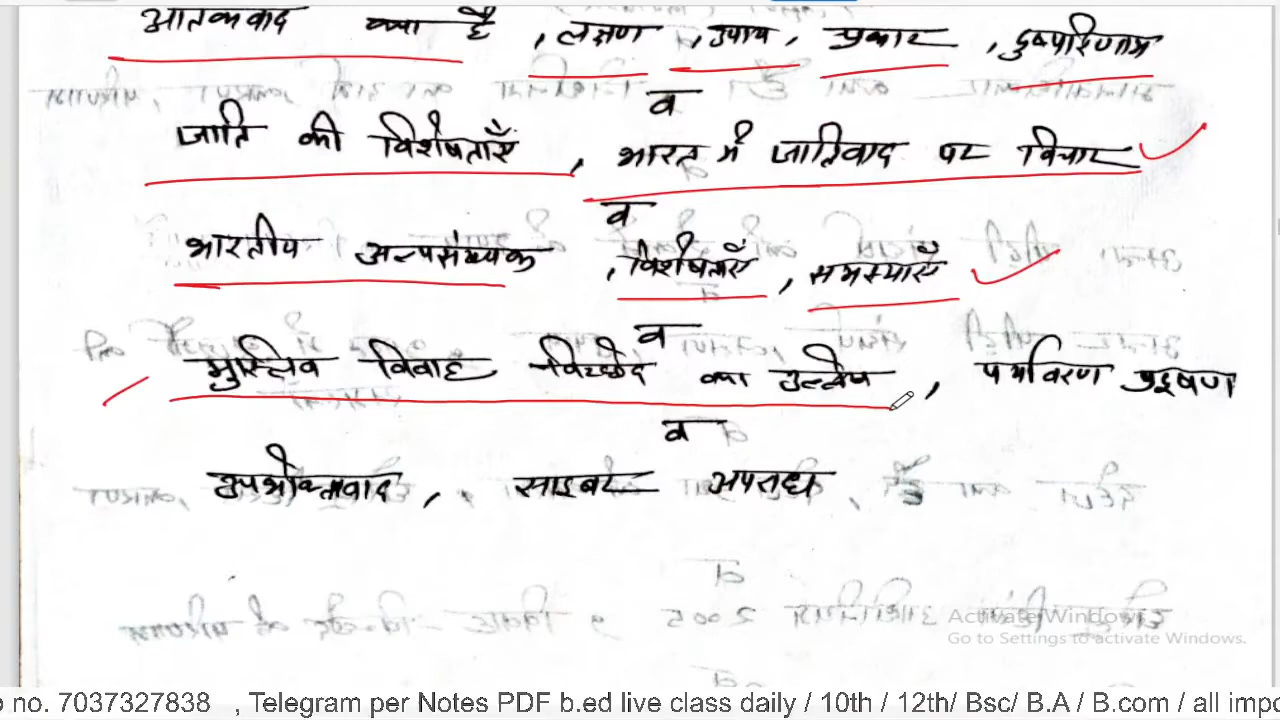 आतंकवाद क्या है , लक्षण , उपाय , प्रकार , दुष्परिणाम
व
जाति की विशेषताएँ , भारत में जातिवाद पर विचार
व
भारतीय अल्पसंख्यक , विशेषताएँ , समस्याएँ
व
मुस्लिम विवाह विच्छेद का उल्लेख , पर्यावरण प्रदूषण
व
उपभोक्तावाद , साइबर अपराध
Activate Windows
Go to Settings to activate Windows.
no. 7037327838 , Telegram per Notes PDF b.ed live class daily / 10th / 12th/ Bsc/ B.A / B.com / all impo